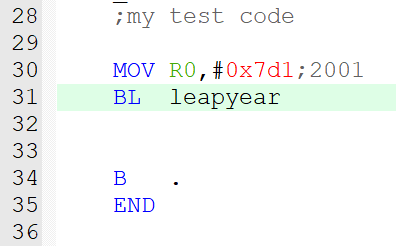 28 ;my test code
29
30 MOV R0,#0x7d1;2001
31 BL leapyear
32
33
34 B .
35 END
36